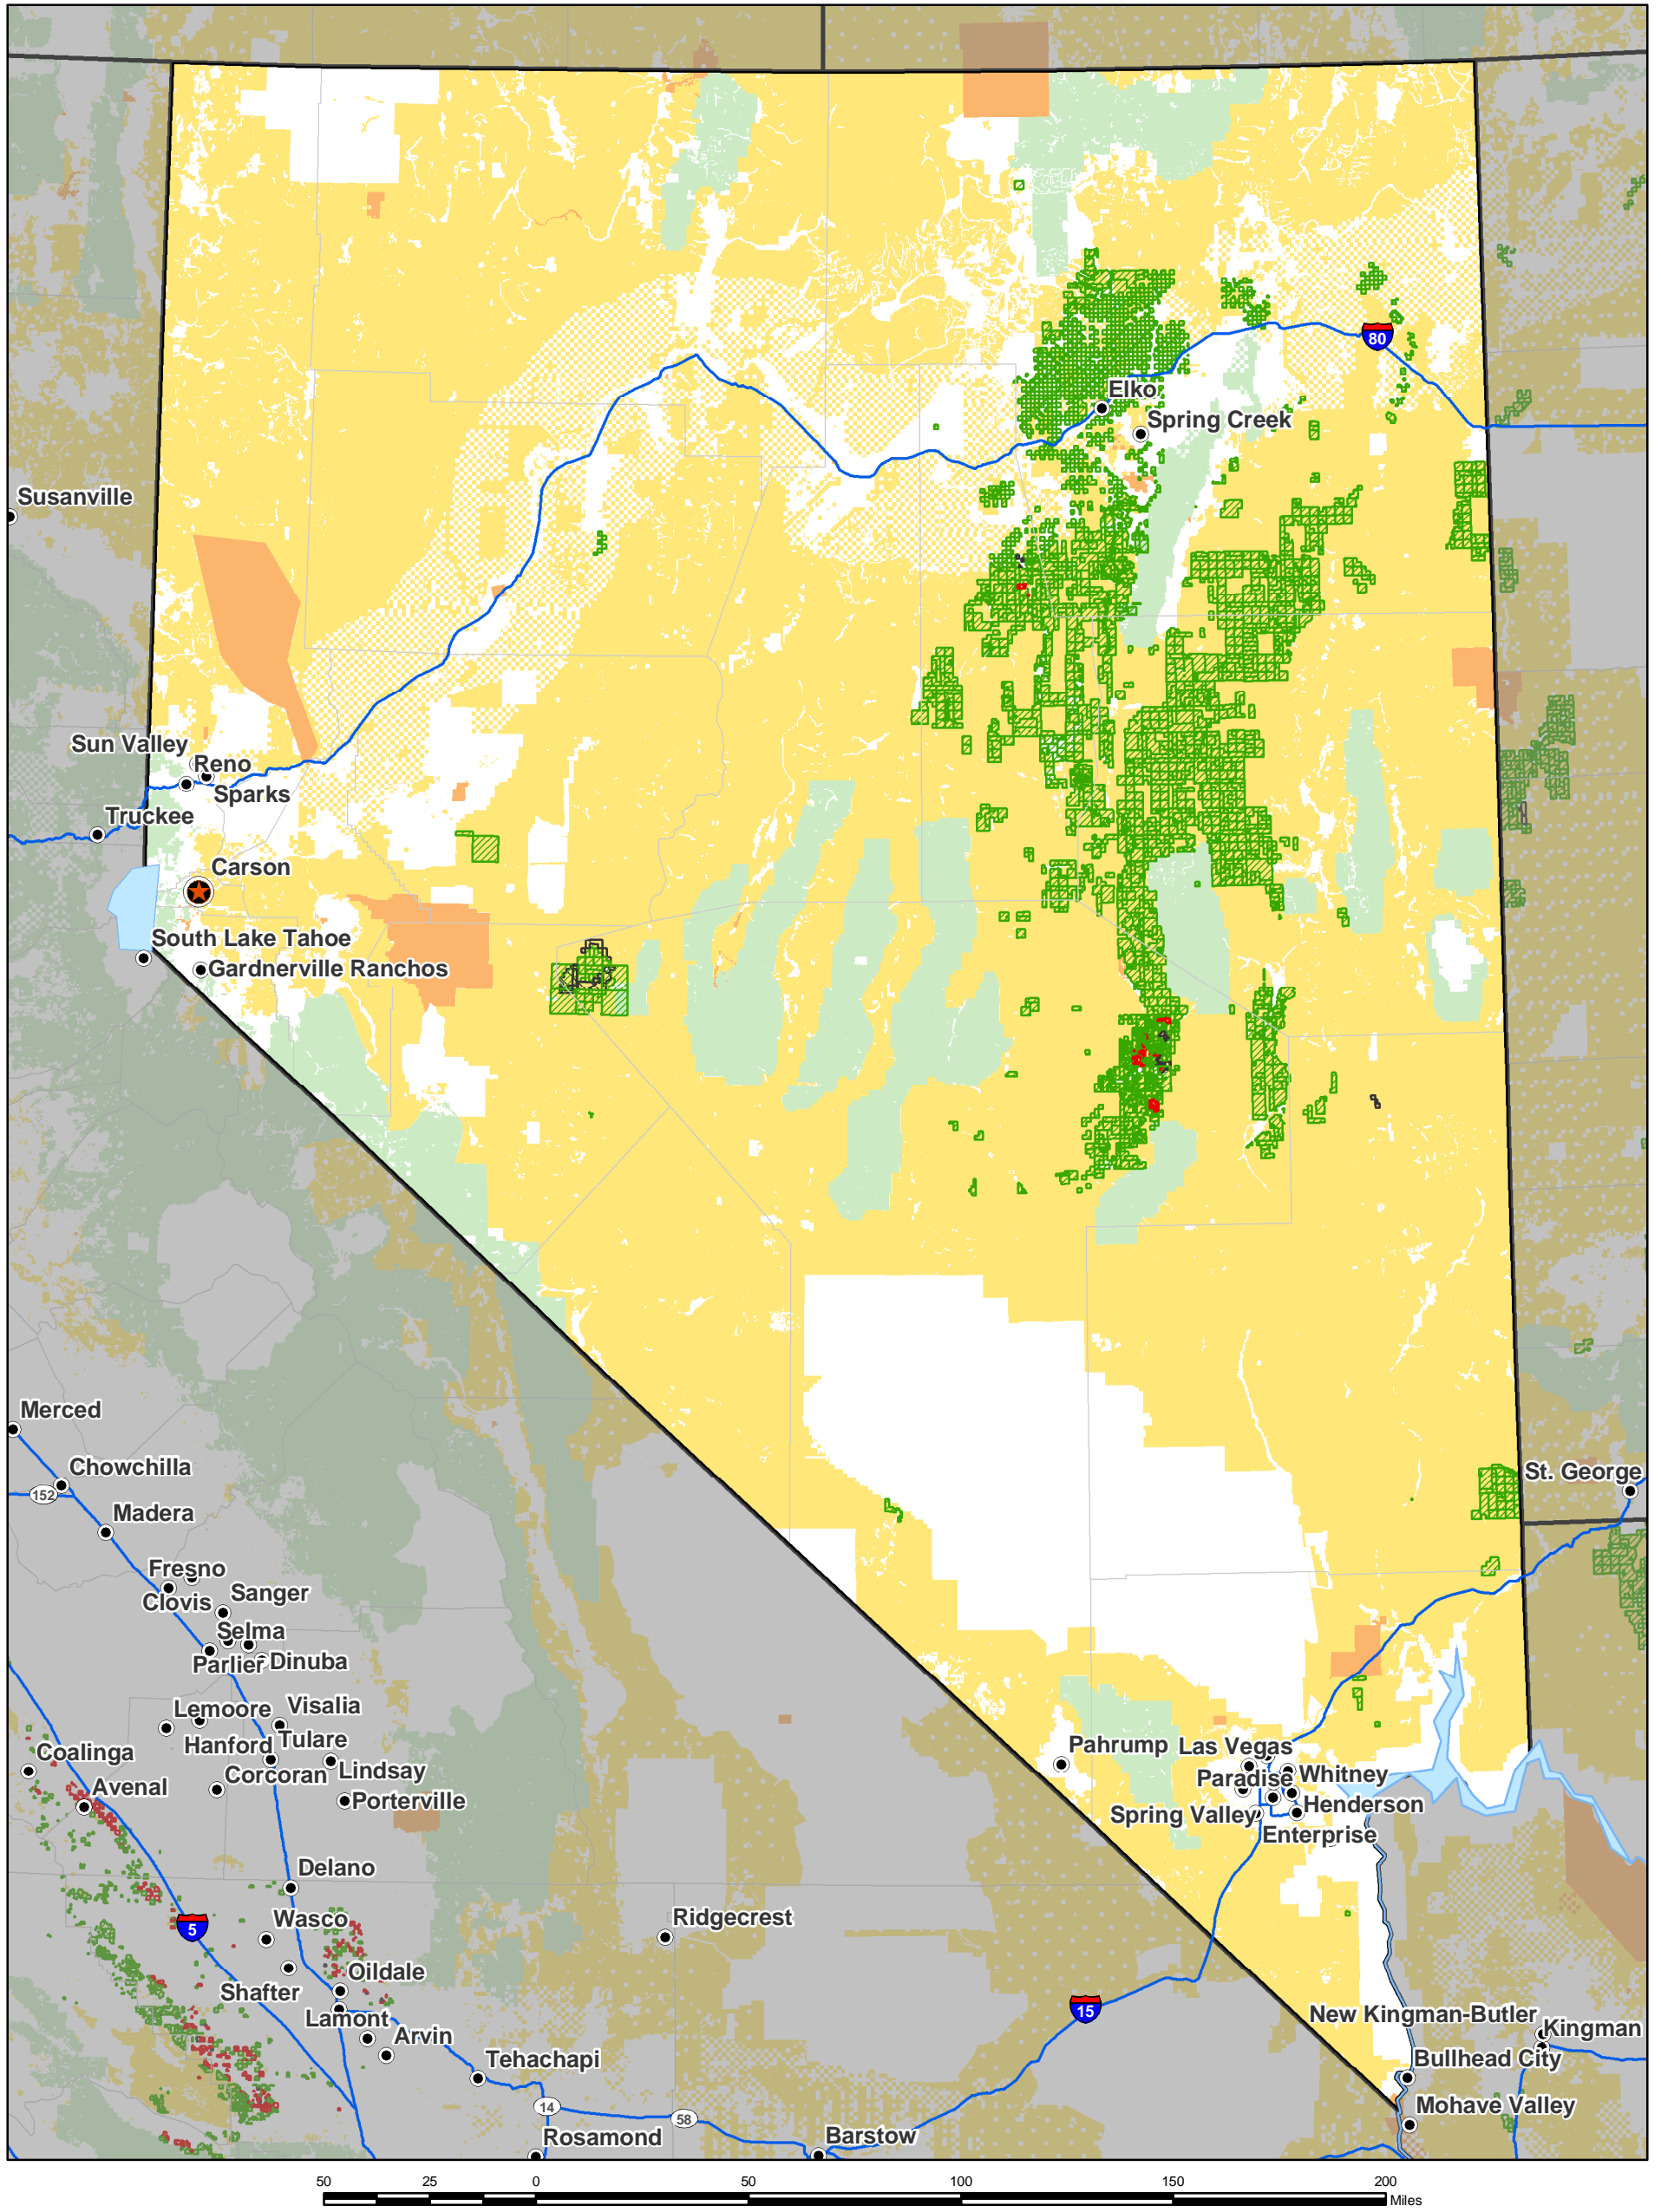 80
Elko
Spring Creek
Susanville
Sun Valley
Reno
Sparks
Truckee
Carson
South Lake Tahoe
Gardnerville Ranchos
Merced
Chowchilla
152
Madera
St. George
Fresno
Clovis
Sanger
Selma
Parlier
Dinuba
Lemoore
Visalia
Hanford
Tulare
Coalinga
Avenal
Corcoran
Lindsay
Porterville
Pahrump
Las Vegas
Paradise
Whitney
Spring Valley
Henderson
Enterprise
Delano
5
Wasco
Ridgecrest
Oildale
Shafter
Lamont
Arvin
15
New Kingman-Butler
Kingman
Tehachapi
Bullhead City
14
58
Mohave Valley
Rosamond
Barstow
50 25 0 50 100 150 200
Miles